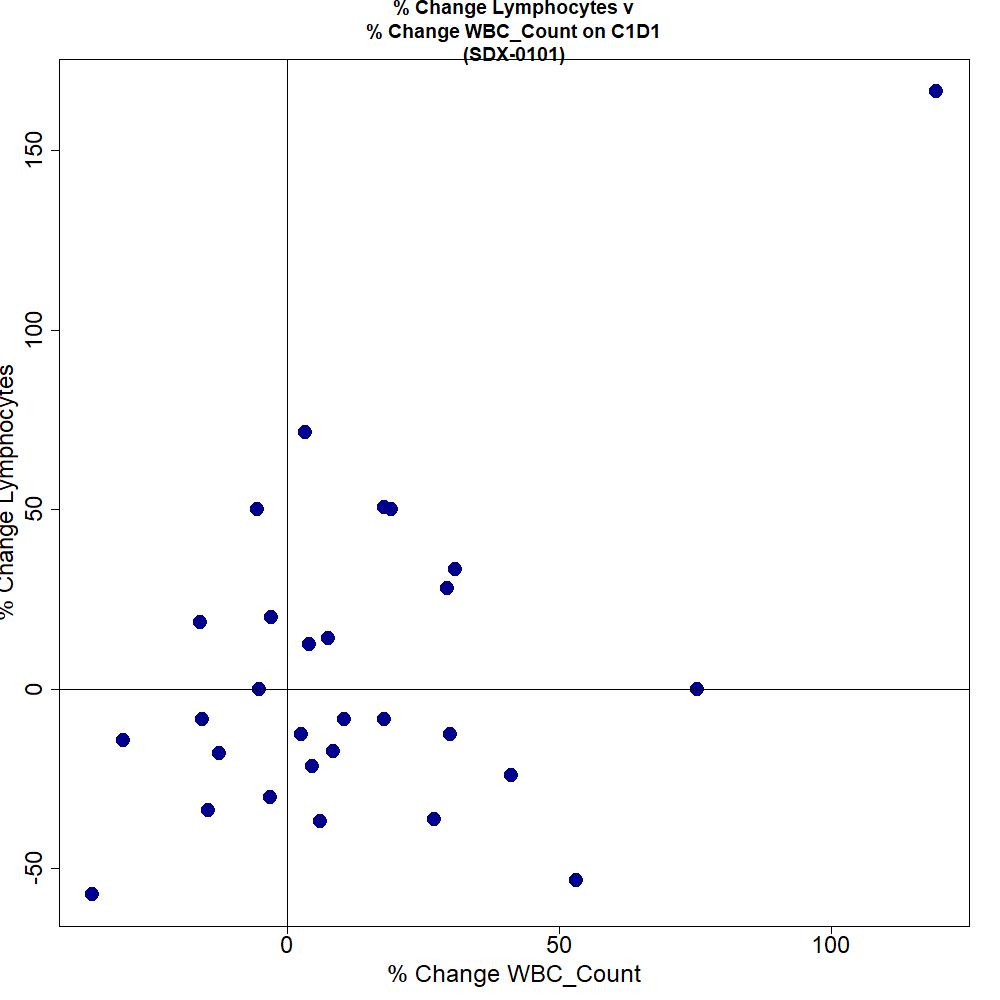 % Change Lymphocytes v
% Change WBC_Count on C1D1
(SDX-0101)
% Change Lymphocytes
150
100
50
0
-50
0
50
100
% Change WBC_Count